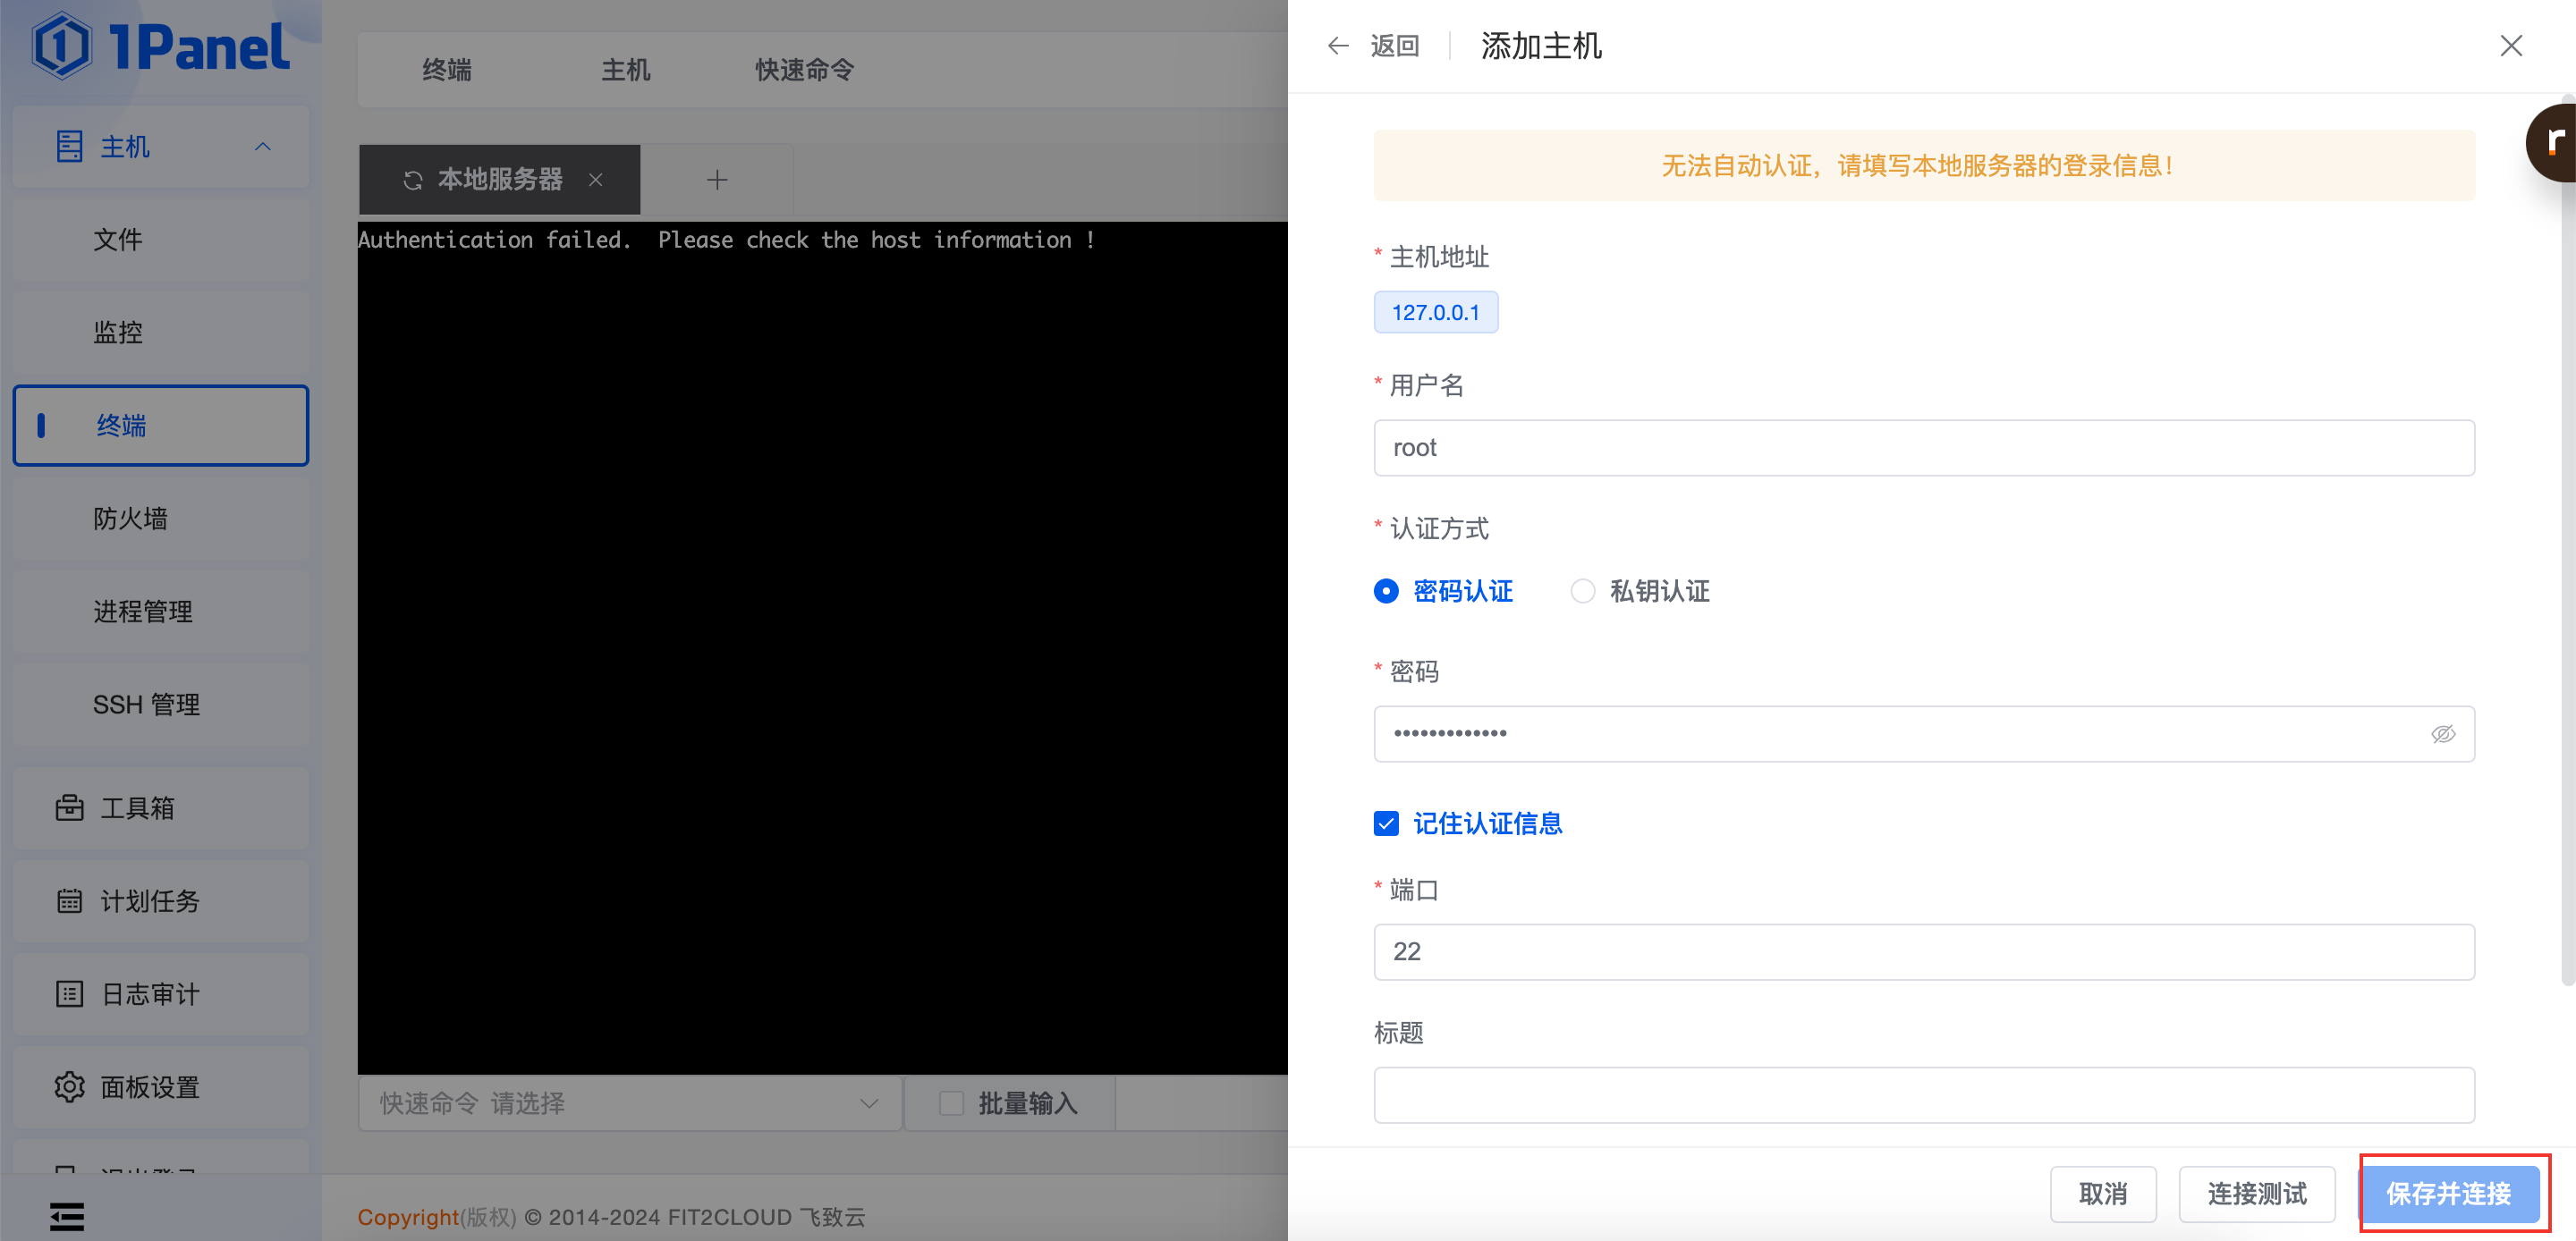 1Panel
主机
文件
监控
终端
防火墙
进程管理
SSH 管理
工具箱
计划任务
日志审计
面板设置
终端
主机
快速命令
本地服务器
Authentication failed.  Please check the host information !
快速命令 请选择
批量输入
Copyright(版权) © 2014-2024 FIT2CLOUD 飞致云
返回
添加主机
r
无法自动认证，请填写本地服务器的登录信息！
* 主机地址
127.0.0.1
* 用户名
root
* 认证方式
密码认证
私钥认证
* 密码
•••••••••••••
记住认证信息
* 端口
22
标题
取消
连接测试
保存并连接